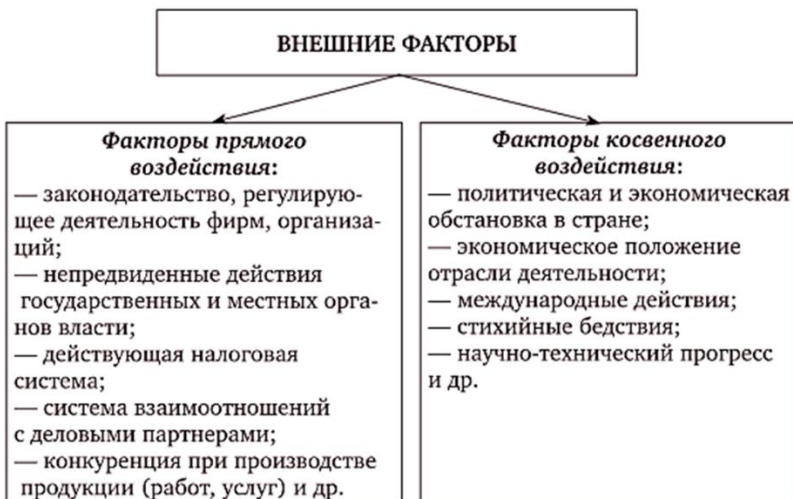 ВНЕШНИЕ ФАКТОРЫ
Факторы прямого
воздействия:
— законодательство, регулирую-
щее деятельность фирм, организа-
ций;
— непредвиденные действия
государственных и местных орга-
нов власти;
— действующая налоговая
система;
— система взаимоотношений
с деловыми партнерами;
— конкуренция при производстве
продукции (работ, услуг) и др.
Факторы косвенного
воздействия:
— политическая и экономическая
обстановка в стране;
— экономическое положение
отрасли деятельности;
— международные действия;
— стихийные бедствия;
— научно-технический прогресс
и др.